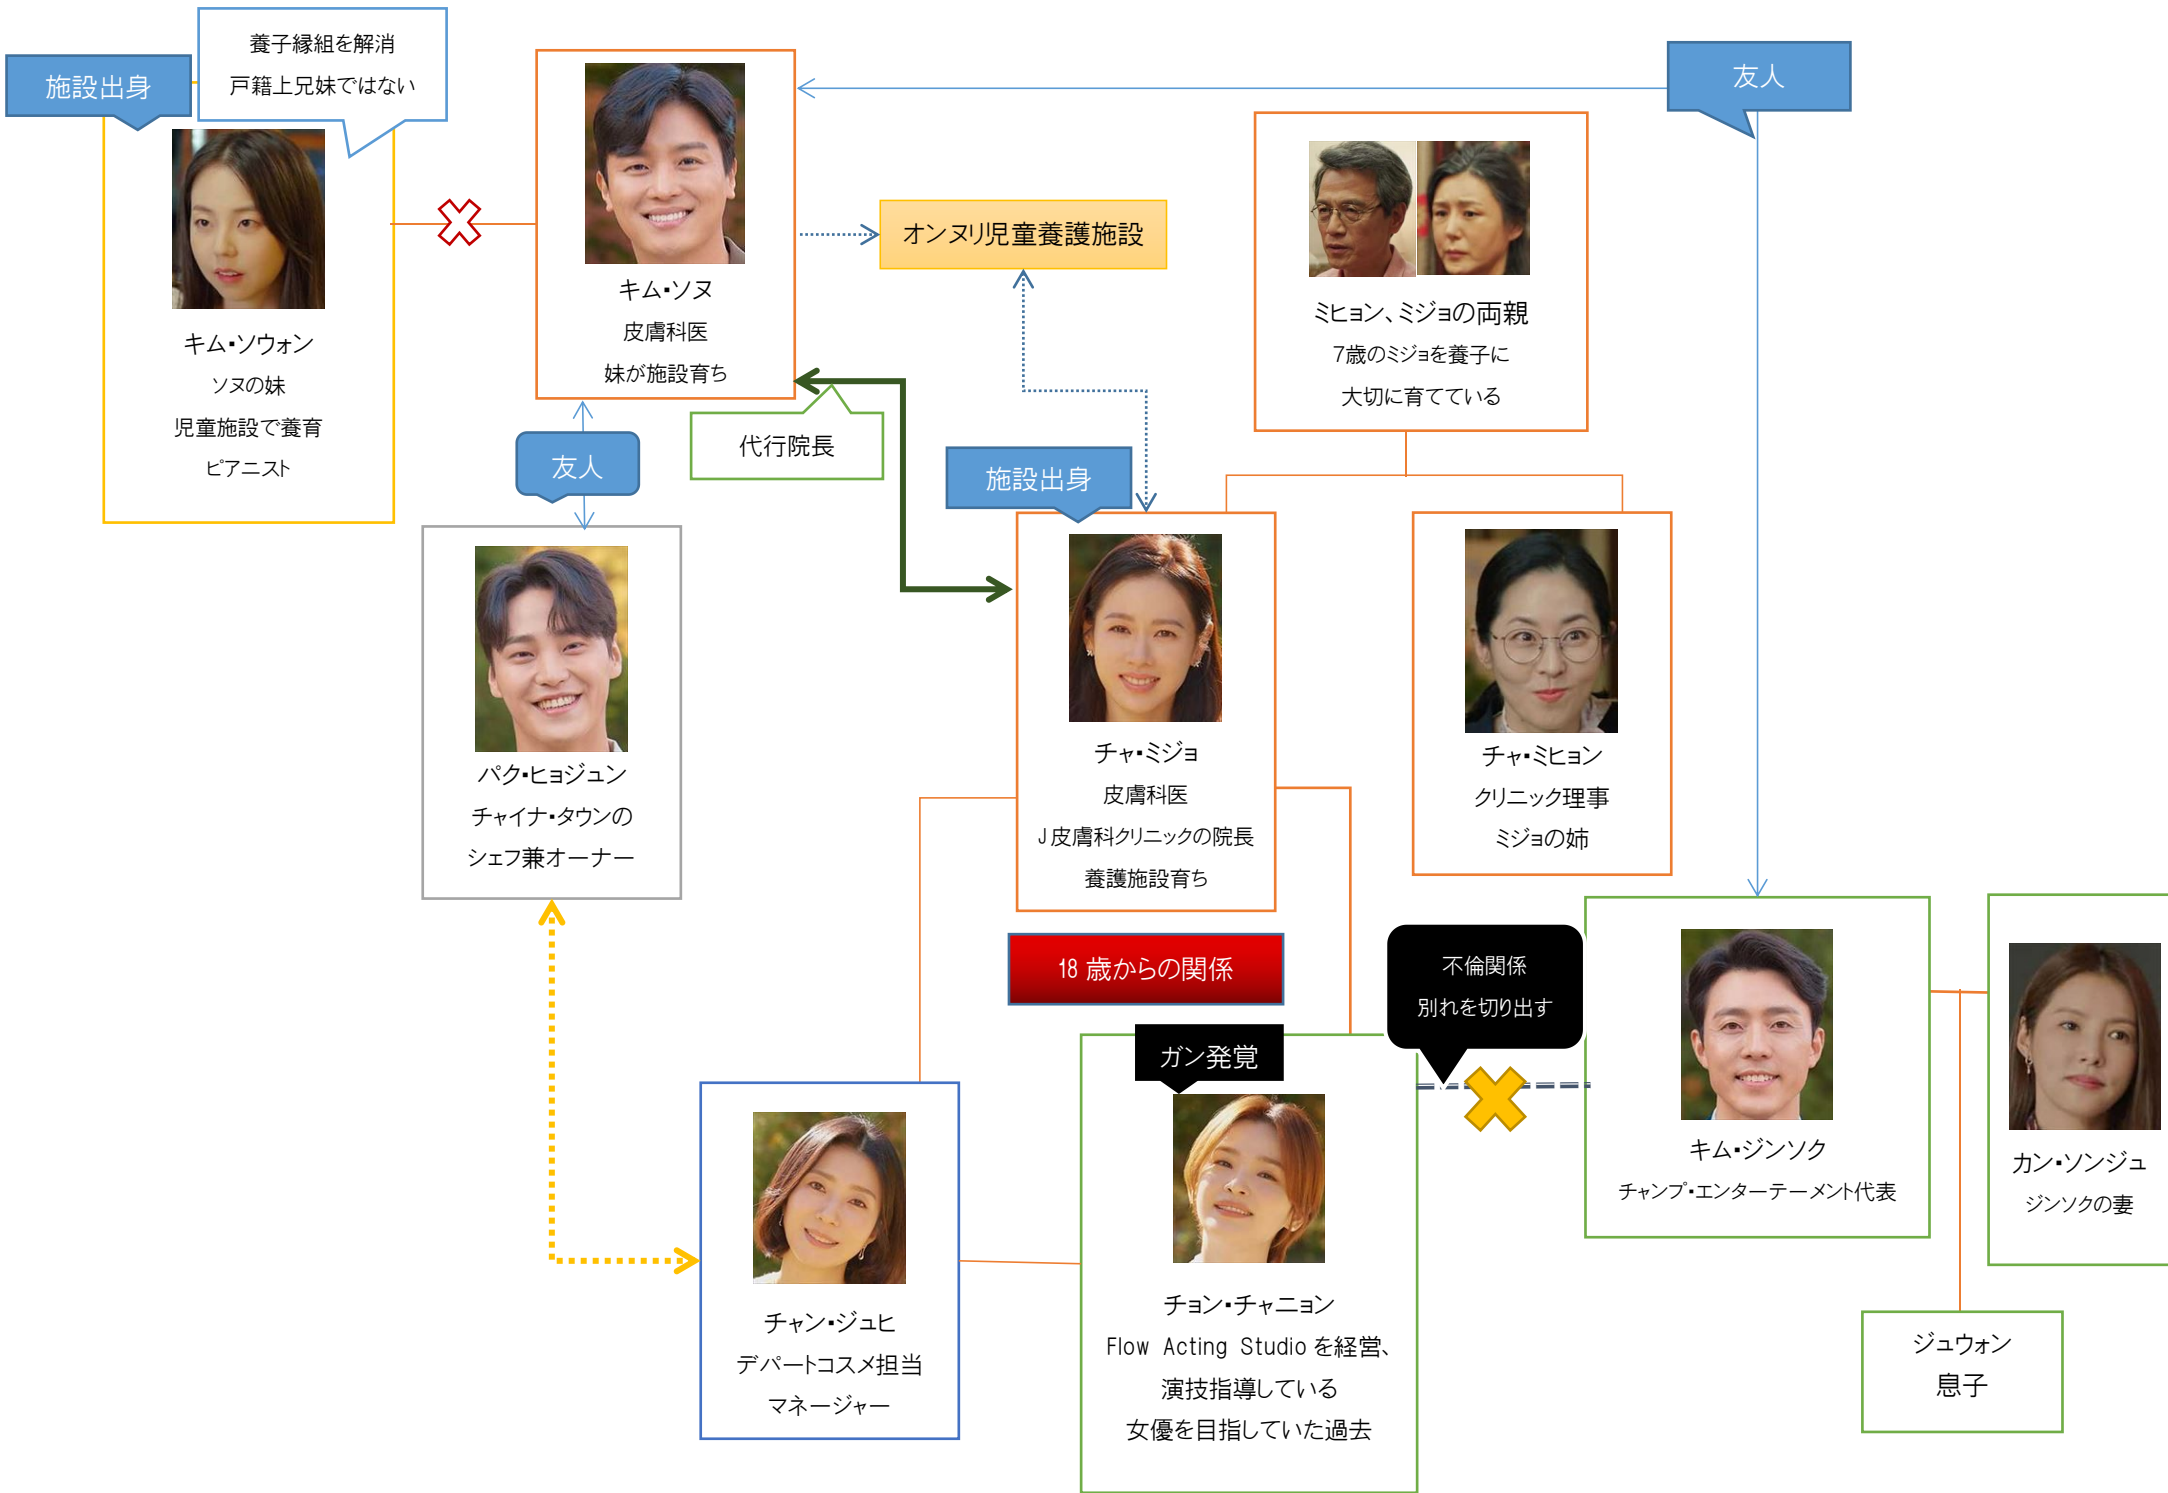 養子縁組を解消
戸籍上兄妹ではない
施設出身
友人
キム・ソウォン
ソヌの妹
児童施設で養育
ピアニスト
キム・ソヌ
皮膚科医
妹が施設育ち
オンヌリ児童養護施設
ミヒョン、ミジョの両親
7歳のミジョを養子に
大切に育てている
代行院長
友人
施設出身
パク・ヒョジュン
チャイナ・タウンの
シェフ兼オーナー
チャ・ミジョ
皮膚科医
J皮膚科クリニックの院長
養護施設育ち
チャ・ミヒョン
クリニック理事
ミジョの姉
18 歳からの関係
不倫関係
別れを切り出す
ガン発覚
キム・ジンソク
チャンプ・エンターテーメント代表
カン・ソンジュ
ジンソクの妻
チャン・ジュヒ
デパートコスメ担当
マネージャー
チョン・チャニョン
Flow Acting Studio を経営、
演技指導している
女優を目指していた過去
ジュウォン
息子